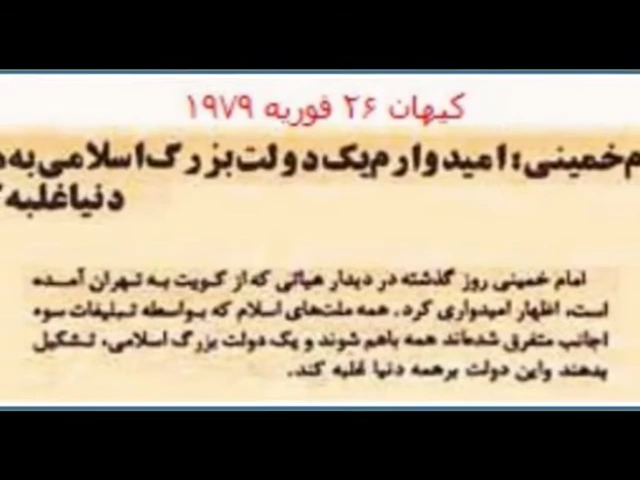 کیهان ۲۶ فوریه ۱۹۷۹
م خمینی: امیدوارم یک دولت بزرگ اسلامی به
دنیا غلبه
امام خمینی روز گذشته در دیدار هیاتی که از کویت به تهران آمده
است، اظهار امیدواری کرد. همه ملت‌های اسلام که بواسطه تبلیغات سوء
اجانب متفرق شده‌اند همه باهم شوند و یک دولت بزرگ اسلامی، تشکیل
بدهند واین دولت برهمه دنیا غلبه کند.